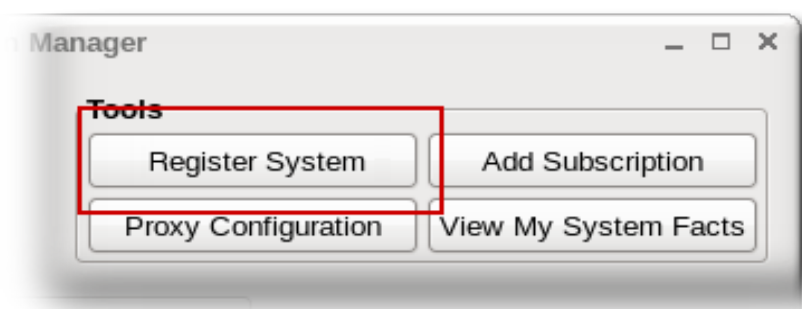 Manager
Tools
Register System Add Subscription
Proxy Configuration View My System Facts